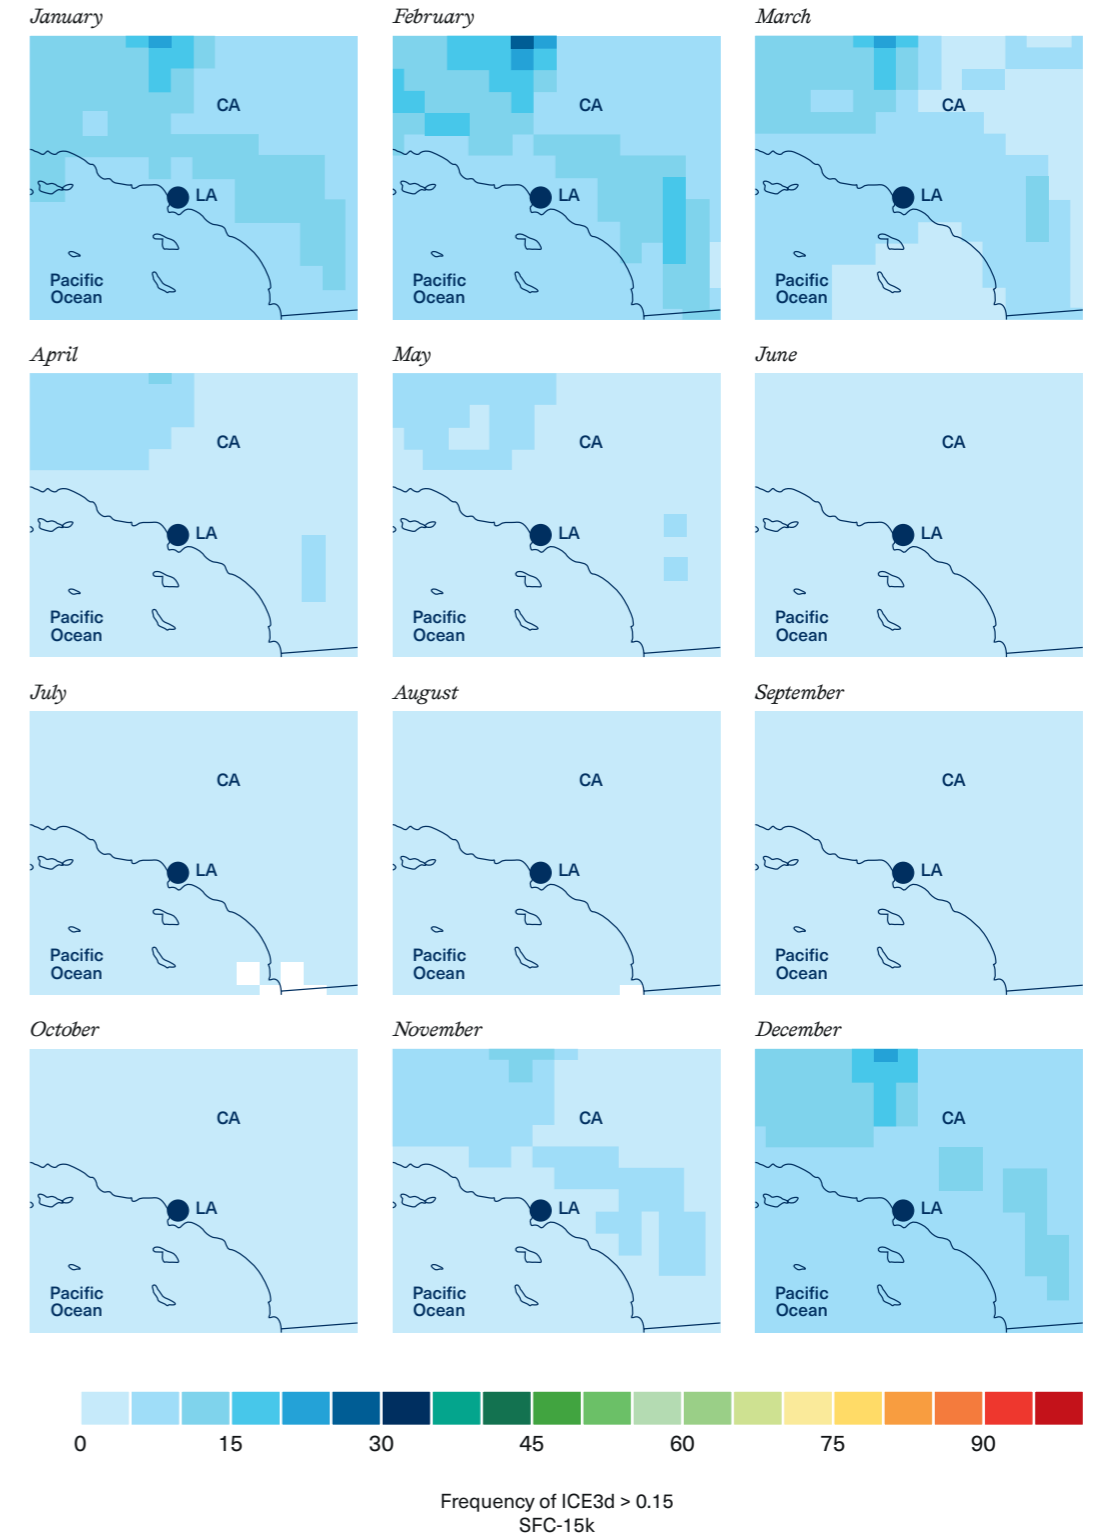 January
February
March
CA
CA
CA
LA
LA
LA
Pacific
Ocean
Pacific
Ocean
Pacific
Ocean
April
May
June
CA
CA
CA
LA
LA
LA
Pacific
Ocean
Pacific
Ocean
Pacific
Ocean
July
August
September
CA
CA
CA
LA
LA
LA
Pacific
Ocean
Pacific
Ocean
Pacific
Ocean
October
November
December
CA
CA
CA
LA
LA
LA
Pacific
Ocean
Pacific
Ocean
Pacific
Ocean
0 15 30 45 60 75 90
Frequency of ICE3d > 0.15
SFC-15k